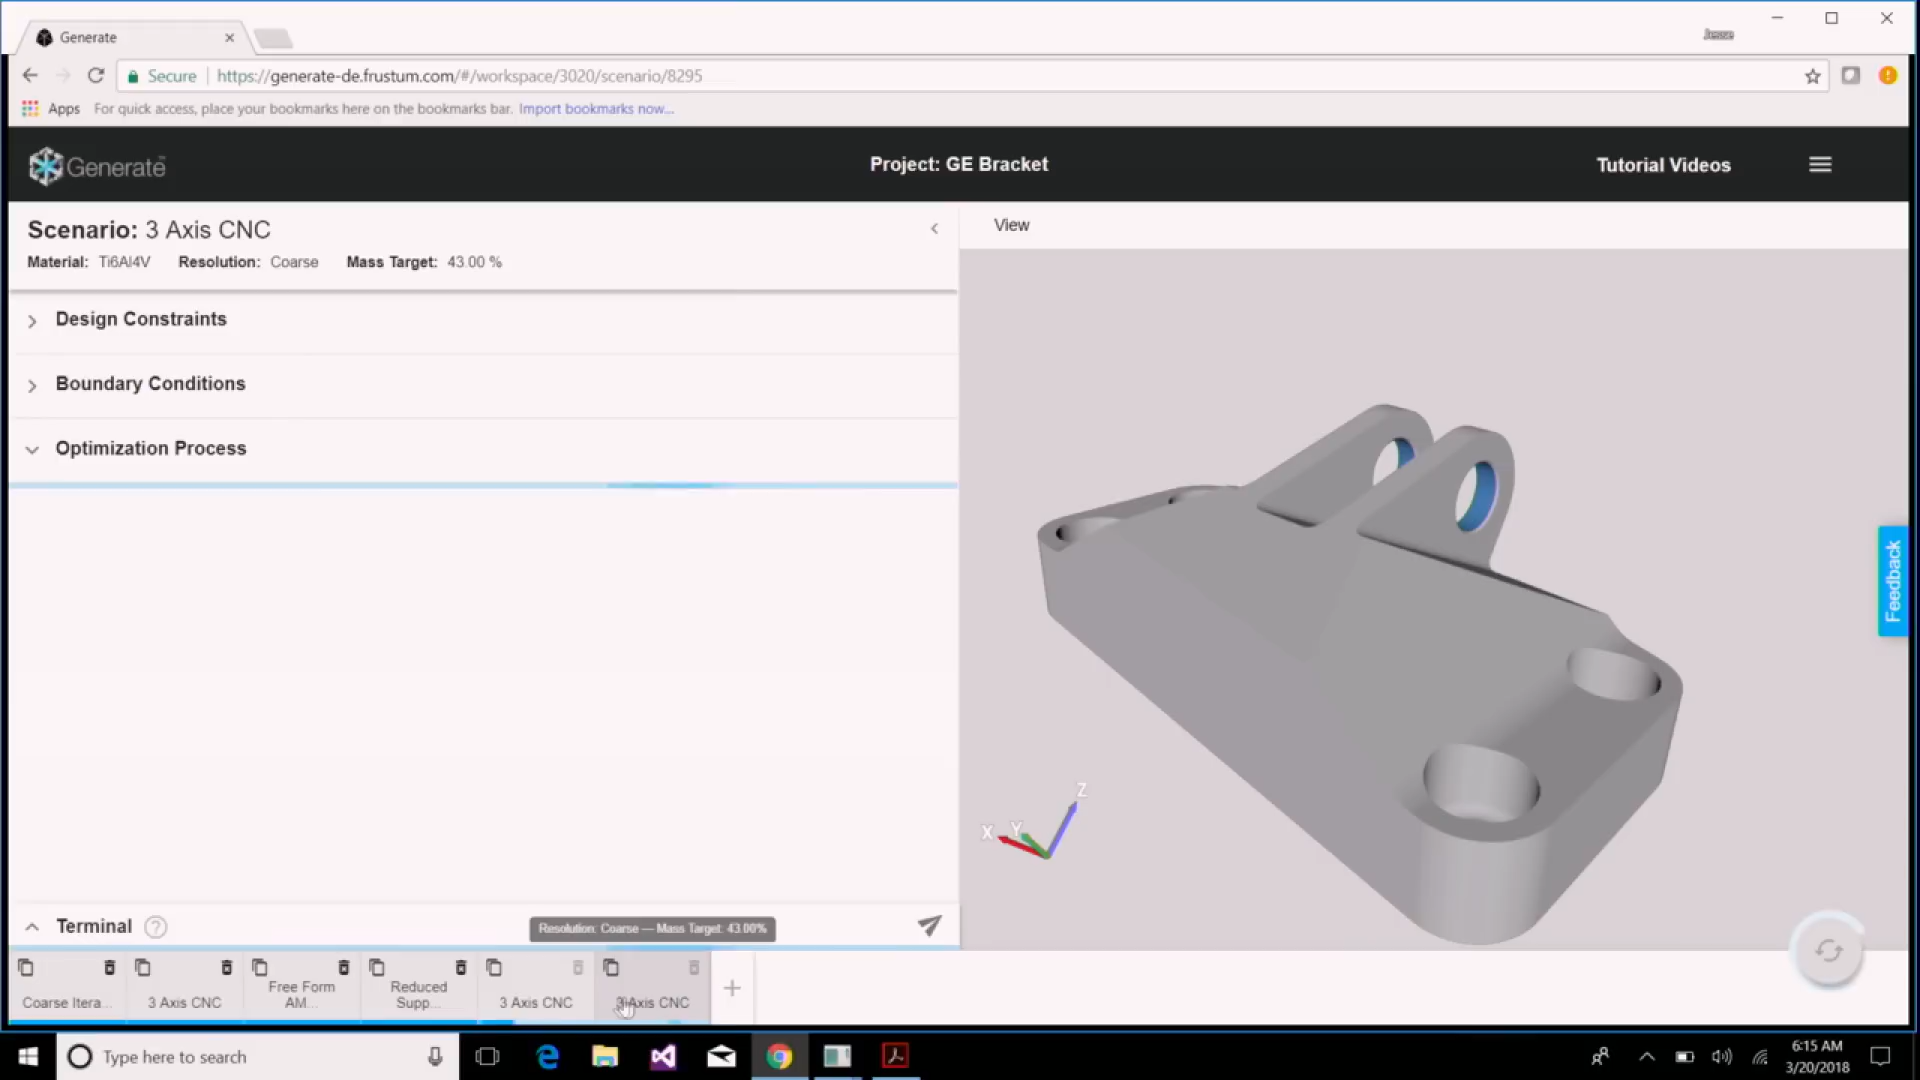 Generate
Jesse
Secure
https://generate-de.frustum.com/#/workspace/3020/scenario/8295
Apps
For quick access, place your bookmarks here on the bookmarks bar. Import bookmarks now...
Generate
Project: GE Bracket
Tutorial Videos
Scenario: 3 Axis CNC
Material: Ti6Al4V Resolution: Coarse Mass Target: 43.00 %
View
Design Constraints
Boundary Conditions
Optimization Process
Feedback
Z
X
Y
Terminal ?
Resolution: Coarse — Mass Target: 43.00%
Coarse Itera...
3 Axis CNC
Free Form
AM...
Reduced
Supp...
3 Axis CNC
3 Axis CNC
Type here to search
6:15 AM
3/20/2018